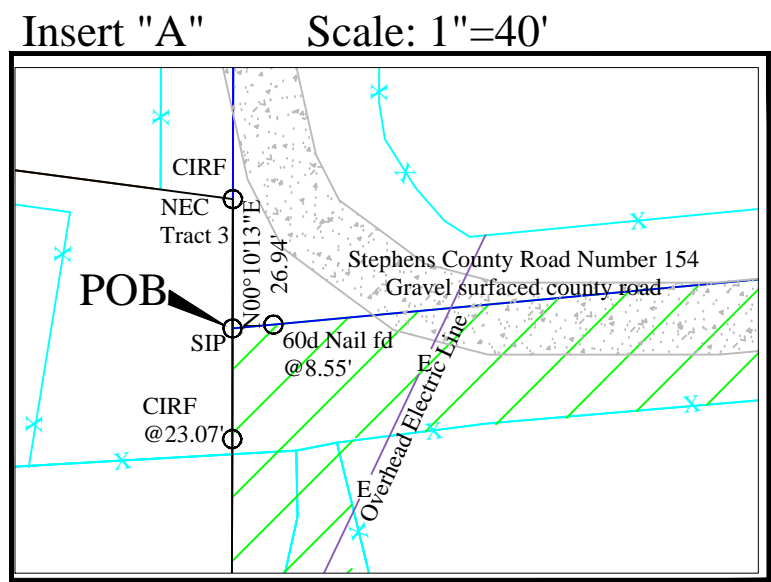 Insert "A" Scale: 1"=40'
CIRF
NEC
Tract 3
N00°10'13"E
26.94'
Stephens County Road Number 154
Gravel surfaced county road
POB
SIP
60d Nail fd
@8.55'
CIRF
@23.07'
E
Overhead Electric Line
E